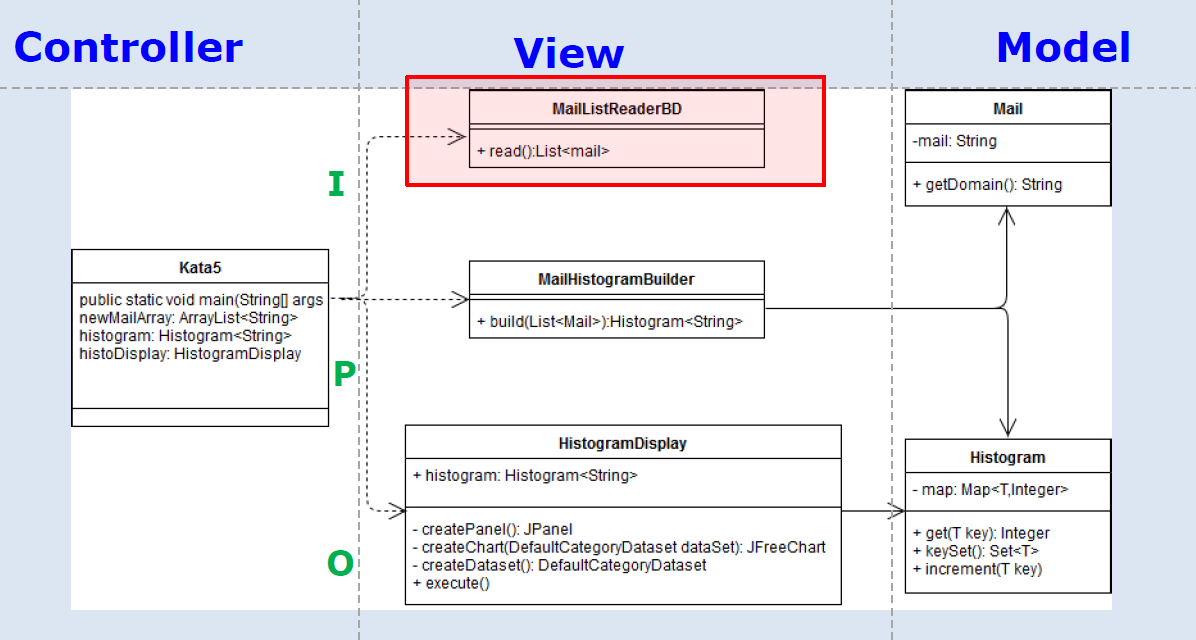 Controller
View
Model
MailListReaderBD
+ read():List<mail>
Mail
-mail: String
+ getDomain(): String
I
Kata5
public static void main(String[] args
newMailArray: ArrayList<String>
histogram: Histogram<String>
histoDisplay: HistogramDisplay
MailHistogramBuilder
+ build(List<Mail>):Histogram<String>
P
HistogramDisplay
+ histogram: Histogram<String>
- createPanel(): JPanel
- createChart(DefaultCategoryDataset dataSet): JFreeChart
- createDataset(): DefaultCategoryDataset
+ execute()
O
Histogram
- map: Map<T,Integer>
+ get(T key): Integer
+ keySet(): Set<T>
+ increment(T key)